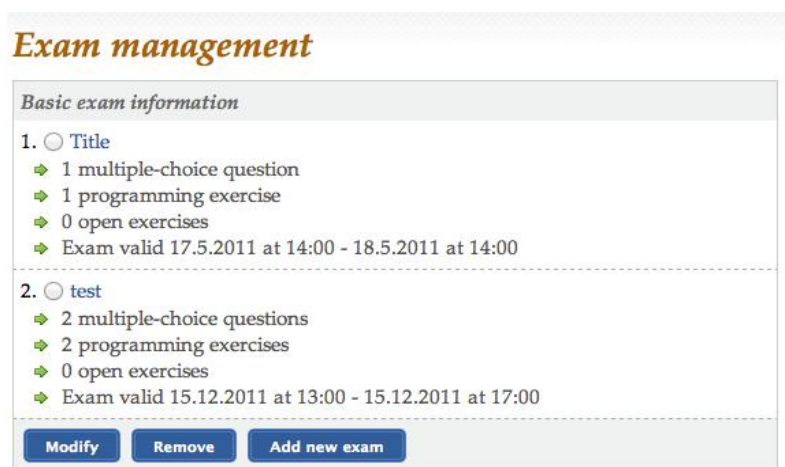 Exam management
Basic exam information
1. Title
1 multiple-choice question
1 programming exercise
0 open exercises
Exam valid 17.5.2011 at 14:00 - 18.5.2011 at 14:00
2. test
2 multiple-choice questions
2 programming exercises
0 open exercises
Exam valid 15.12.2011 at 13:00 - 15.12.2011 at 17:00
Modify Remove Add new exam